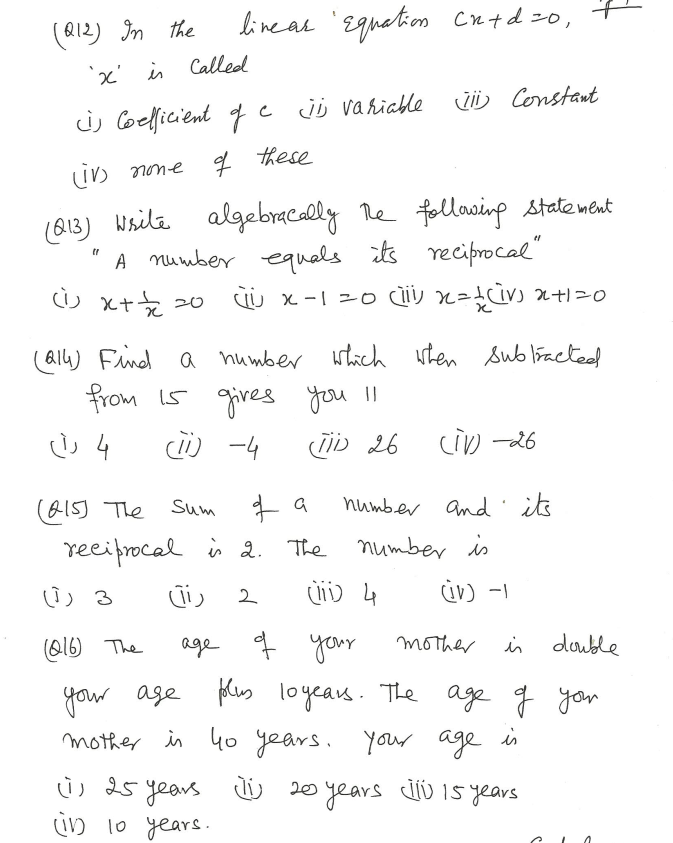 (Q12) In the linear Equation cx+d=0,
'x' is called
(i) Coefficient of c (ii) variable (iii) Constant
(iv) none of these
(Q13) Write algebracally the following statement
" A number equals its reciprocal"
(i) x+1/x=0 (ii) x-1=0 (iii) x=1/x (iv) x+1=0
(Q14) Find a number which when subtracted
from 15 gives you 11
(i) 4 (ii) -4 (iii) 26 (iv) -26
(Q15) The sum of a number and its
reciprocal is 2. The number is
(i) 3 (ii) 2 (iii) 4 (iv) -1
(Q16) The age of your mother is double
your age plus 10 years. The age of your
mother is 40 years. Your age is
(i) 25 years (ii) 20 years (iii) 15 years
(iv) 10 years.